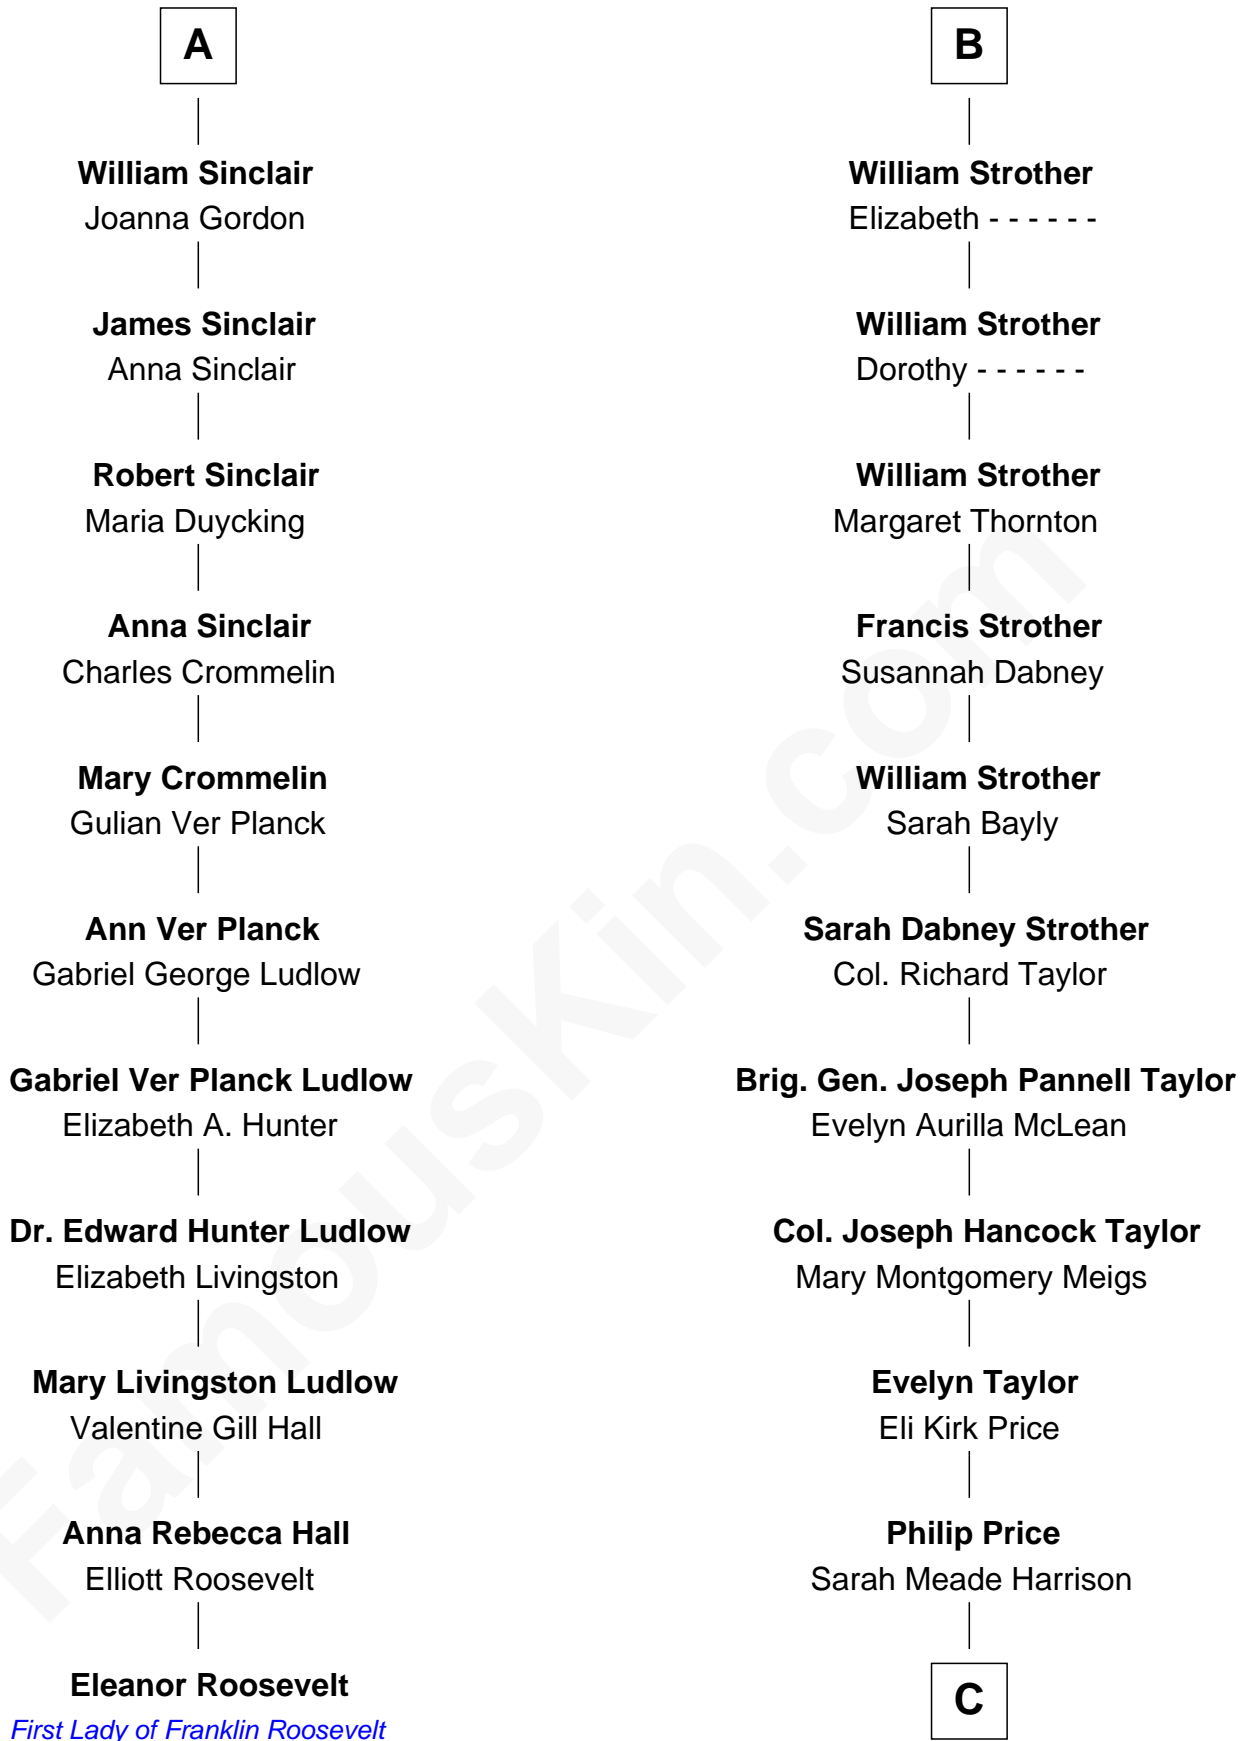 A
William Sinclair
Joanna Gordon
James Sinclair
Anna Sinclair
Robert Sinclair
Maria Duycking
Anna Sinclair
Charles Crommelin
Mary Crommelin
Gulian Ver Planck
Ann Ver Planck
Gabriel George Ludlow
Gabriel Ver Planck Ludlow
Elizabeth A. Hunter
Dr. Edward Hunter Ludlow
Elizabeth Livingston
Mary Livingston Ludlow
Valentine Gill Hall
Anna Rebecca Hall
Elliott Roosevelt
Eleanor Roosevelt
First Lady of Franklin Roosevelt
B
William Strother
Elizabeth - - - - - -
William Strother
Dorothy - - - - - -
William Strother
Margaret Thornton
Francis Strother
Susannah Dabney
William Strother
Sarah Bayly
Sarah Dabney Strother
Col. Richard Taylor
Brig. Gen. Joseph Pannell Taylor
Evelyn Aurilla McLean
Col. Joseph Hancock Taylor
Mary Montgomery Meigs
Evelyn Taylor
Eli Kirk Price
Philip Price
Sarah Meade Harrison
C
FamousKin.com